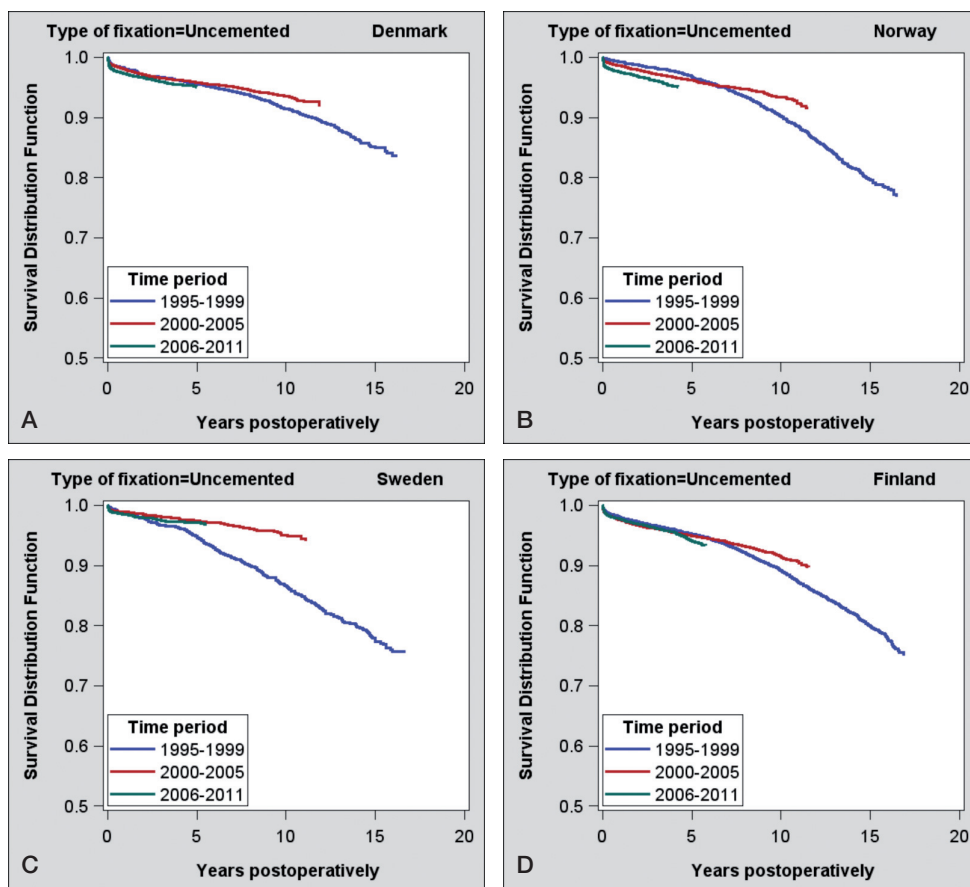 Type of fixation=Uncemented Denmark
Survival Distribution Function
1.0
0.9
0.8
0.7
0.6
0.5
Time period
1995-1999
2000-2005
2006-2011
0 5 10 15 20
Years postoperatively
A
Type of fixation=Uncemented Norway
Survival Distribution Function
1.0
0.9
0.8
0.7
0.6
0.5
Time period
1995-1999
2000-2005
2006-2011
0 5 10 15 20
Years postoperatively
B
Type of fixation=Uncemented Sweden
Survival Distribution Function
1.0
0.9
0.8
0.7
0.6
0.5
Time period
1995-1999
2000-2005
2006-2011
0 5 10 15 20
Years postoperatively
C
Type of fixation=Uncemented Finland
Survival Distribution Function
1.0
0.9
0.8
0.7
0.6
0.5
Time period
1995-1999
2000-2005
2006-2011
0 5 10 15 20
Years postoperatively
D